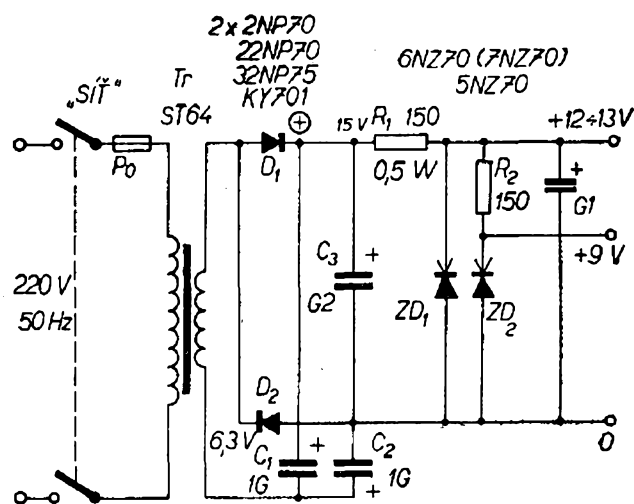 2 x 2NP70
22NP70
32NP75
KY701
6NZ70 (7NZ70)
5NZ70
„SÍŤ“
Tr
ST64
P0
D1
15 V
R1 150
0,5 W
+12÷13V
R2
150
+
G1
+9 V
C3
+
G2
ZD1
ZD2
220 V
50 Hz
D2
6,3 V
C1
+
1G
C2
1G
+
0